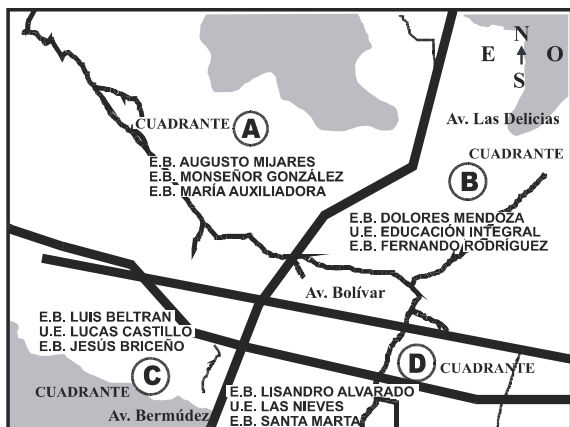 N
E O
S
Av. Las Delicias
CUADRANTE A
E.B. AUGUSTO MIJARES
E.B. MONSEÑOR GONZÁLEZ
E.B. MARÍA AUXILIADORA
CUADRANTE
B
E.B. DOLORES MENDOZA
U.E. EDUCACIÓN INTEGRAL
E.B. FERNANDO RODRÍGUEZ
Av. Bolívar
E.B. LUIS BELTRAN
U.E. LUCAS CASTILLO
E.B. JESÚS BRICEÑO
CUADRANTE C
Av. Bermúdez
D CUADRANTE
E.B. LISANDRO ALVARADO
U.E. LAS NIEVES
E.B. SANTA MARTA